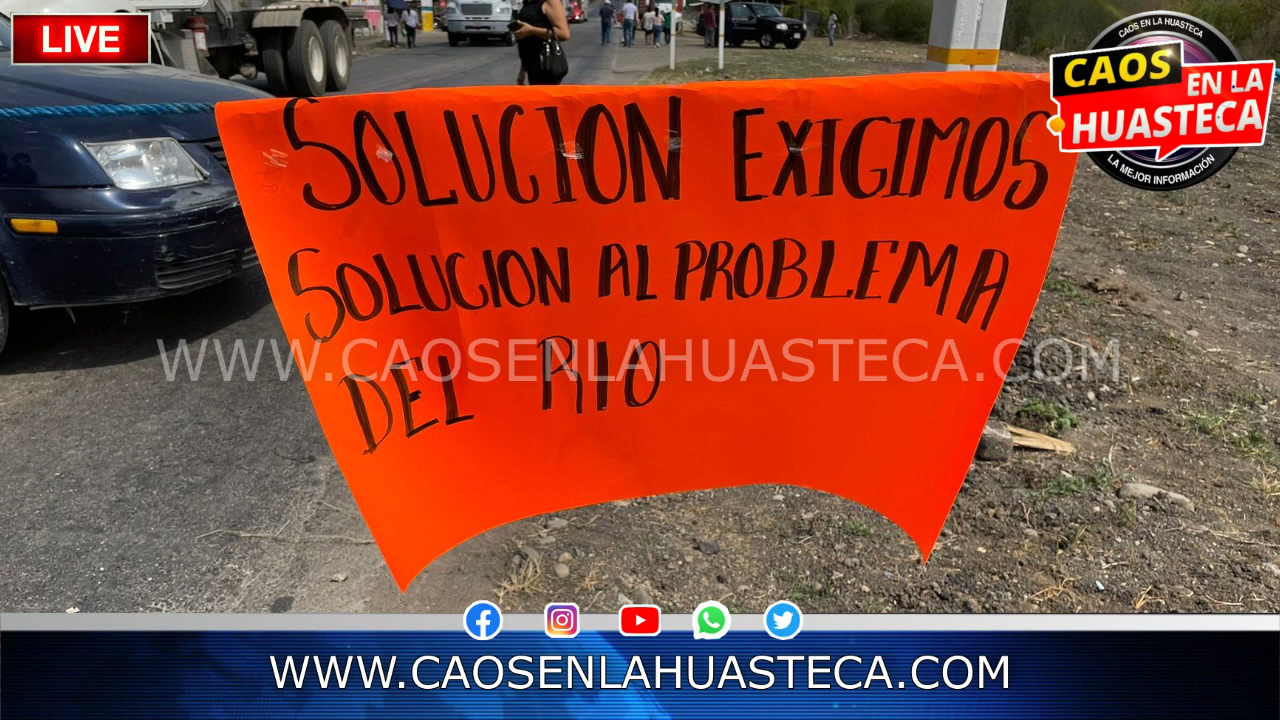 LIVE
CAOS EN LA HUASTECA
CAOS
EN LA
HUASTECA
LA MEJOR INFORMACIÓN
SOLUCION EXIGIMOS
SOLUCION AL PROBLEMA
DEL RIO
WWW.CAOSENLAHUASTECA.COM
WWW.CAOSENLAHUASTECA.COM